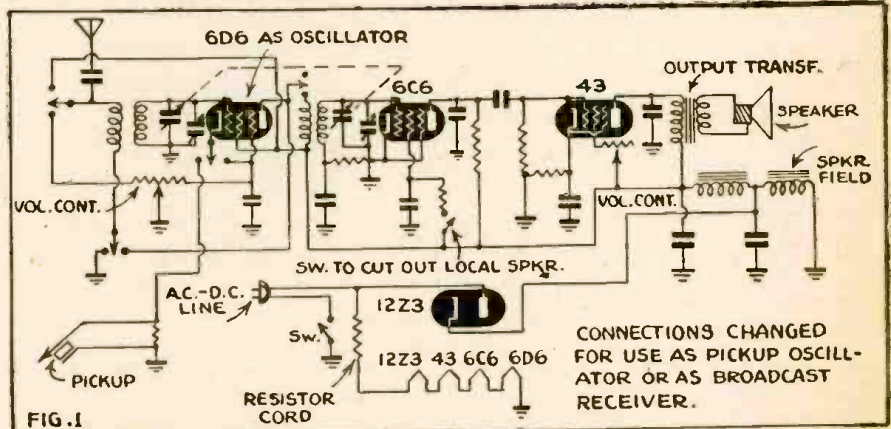 6D6 AS OSCILLATOR
6C6
43
OUTPUT TRANSF.
SPEAKER
SPKR.
FIELD
VOL. CONT.
VOL. CONT.
SW. TO CUT OUT LOCAL SPKR.
A.C.-D.C.
LINE
12Z3
SW.
PICKUP
RESISTOR
CORD
12Z3 43 6C6 6D6
CONNECTIONS CHANGED
FOR USE AS PICKUP OSCILL-
ATOR OR AS BROADCAST
RECEIVER.
FIG.1